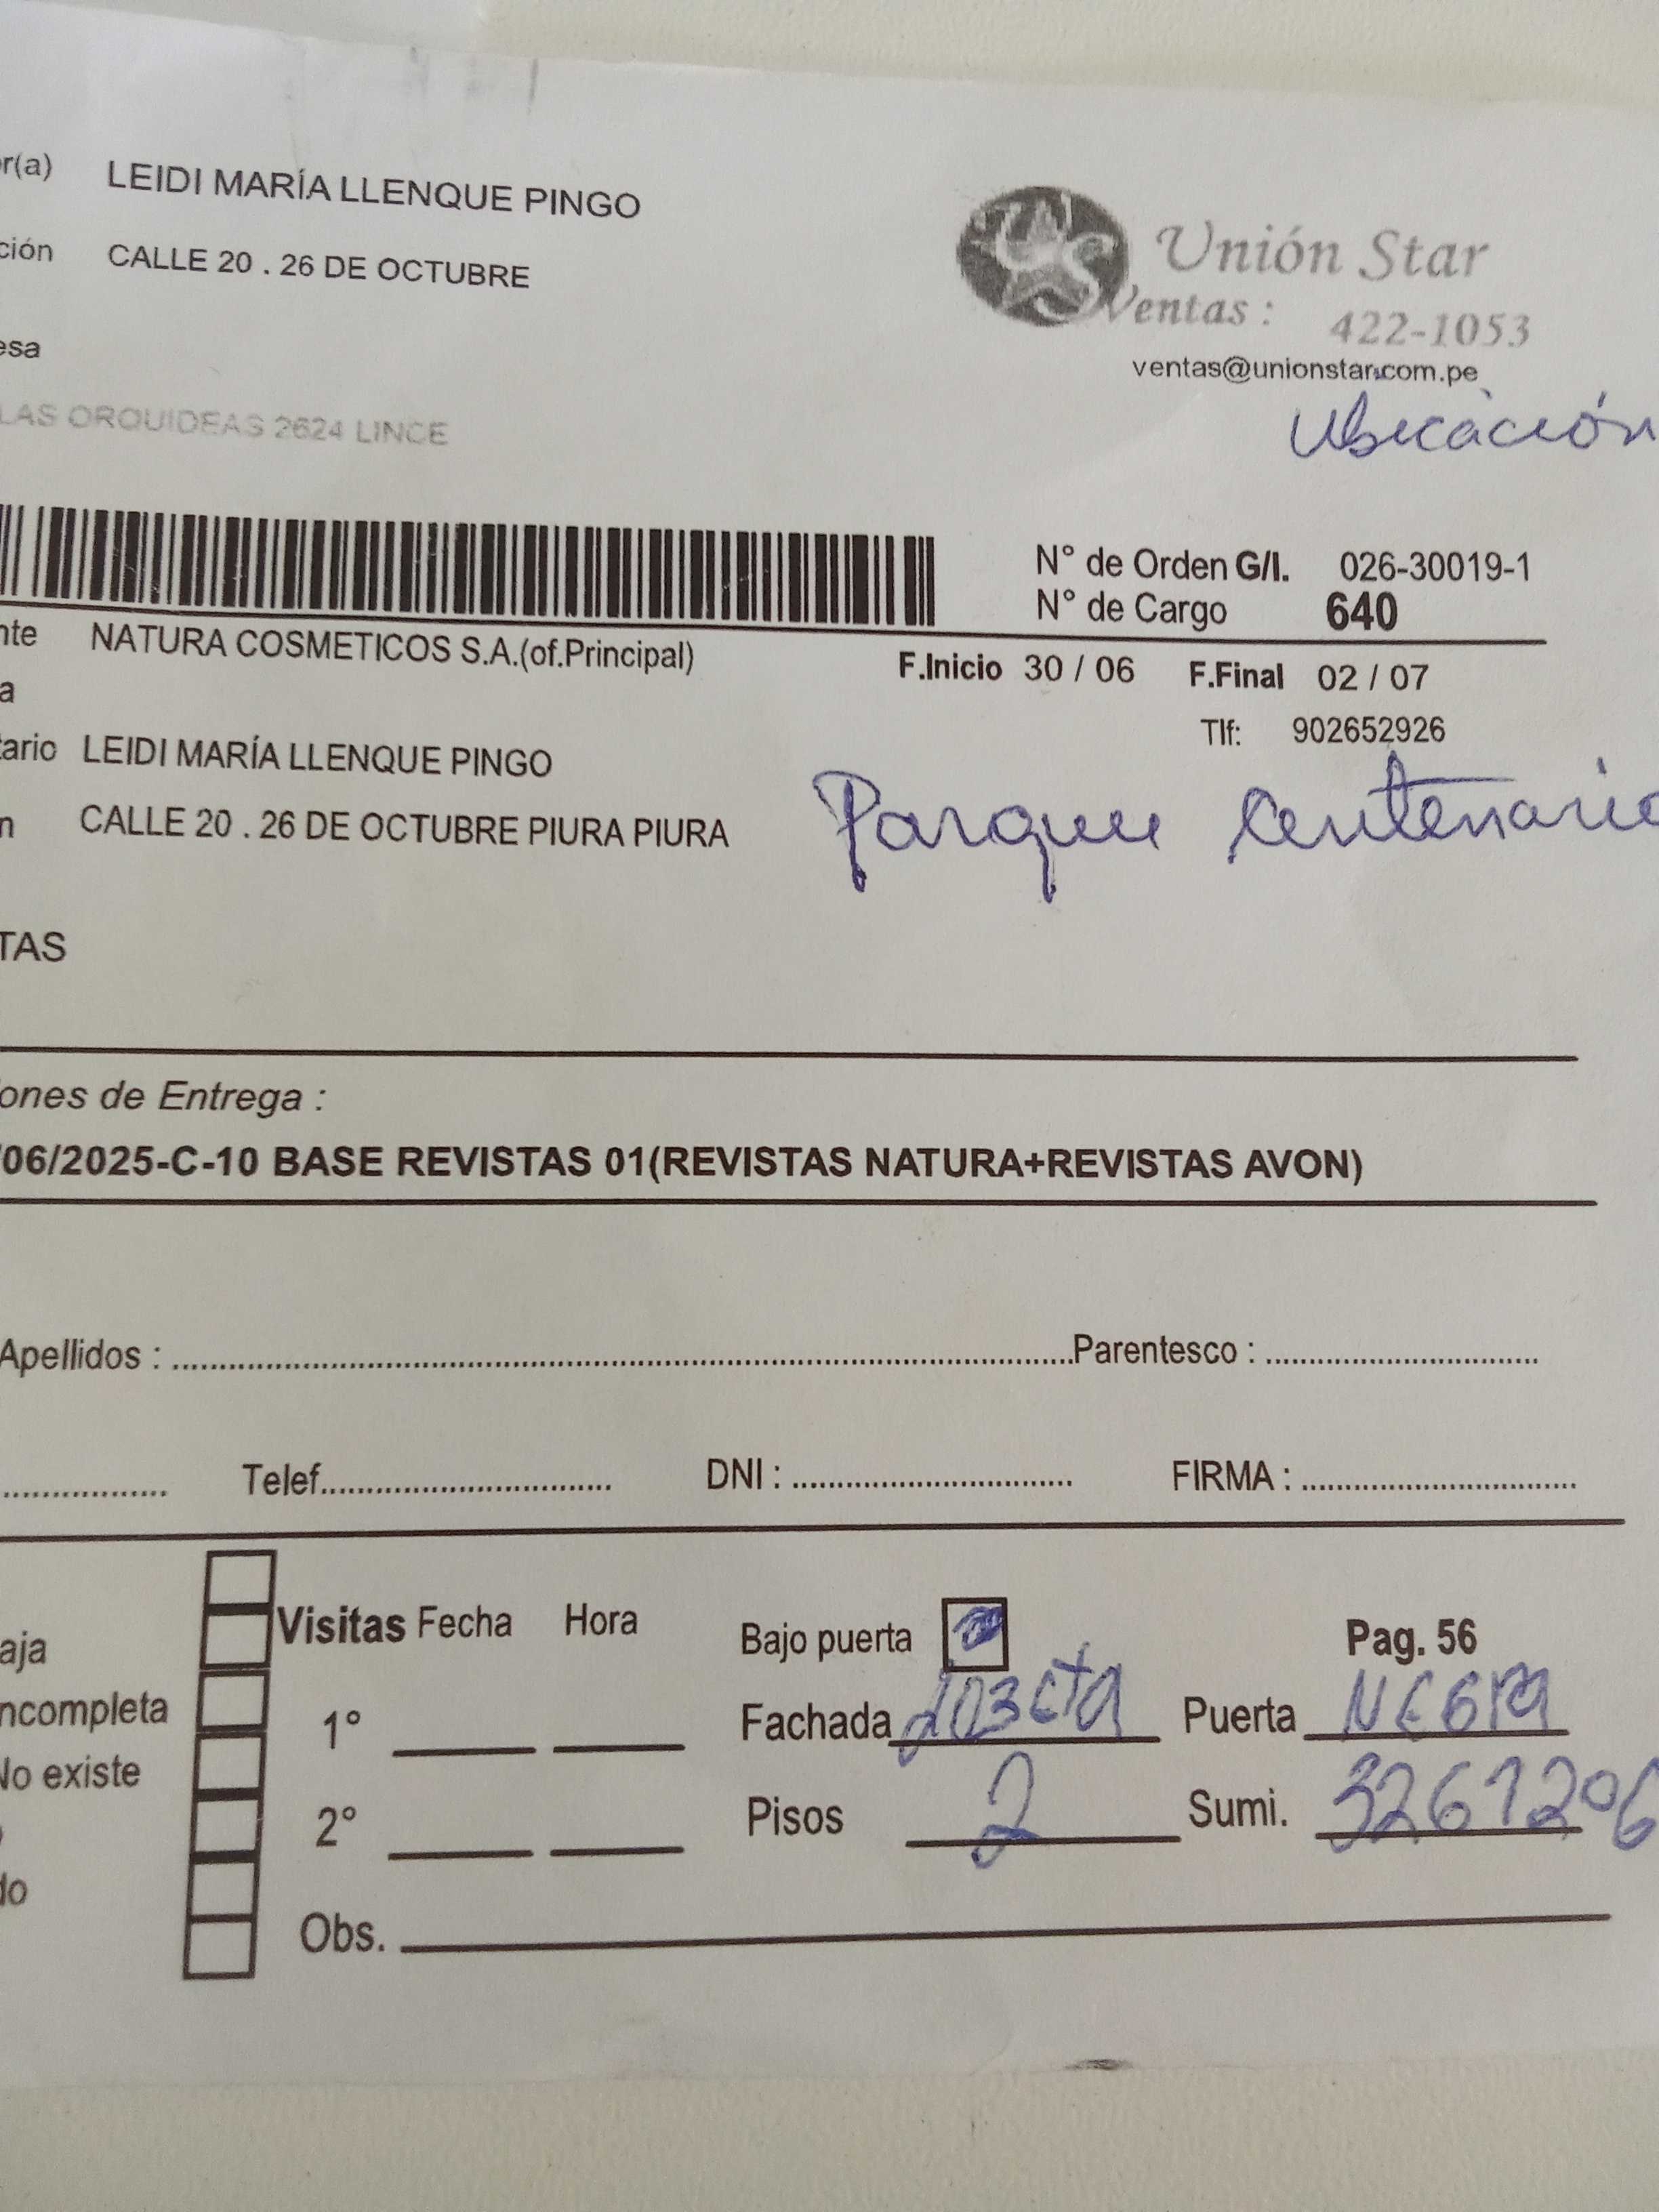 r(a) LEIDI MARÍA LLENQUE PINGO
ción CALLE 20 . 26 DE OCTUBRE
Unión Star
Ventas : 422-1053
esa
ventas@unionstar.com.pe
LAS ORQUIDEAS 2624 LINCE
Ubicación
N° de Orden G/I. 026-30019-1
N° de Cargo 640
nte NATURA COSMETICOS S.A.(of.Principal)
F.Inicio 30 / 06 F.Final 02 / 07
a
Tlf: 902652926
tario LEIDI MARÍA LLENQUE PINGO
n CALLE 20 . 26 DE OCTUBRE PIURA PIURA
Parque Centenario
TAS
ones de Entrega :
/06/2025-C-10 BASE REVISTAS 01(REVISTAS NATURA+REVISTAS AVON)
Apellidos : Parentesco :
Telef. DNI : FIRMA :
Visitas Fecha Hora Bajo puerta Pag. 56
aja
ncompleta 1° Fachada Puerta NEGRA
No existe
2° Pisos 2 Sumi. 3261206
do
Obs.